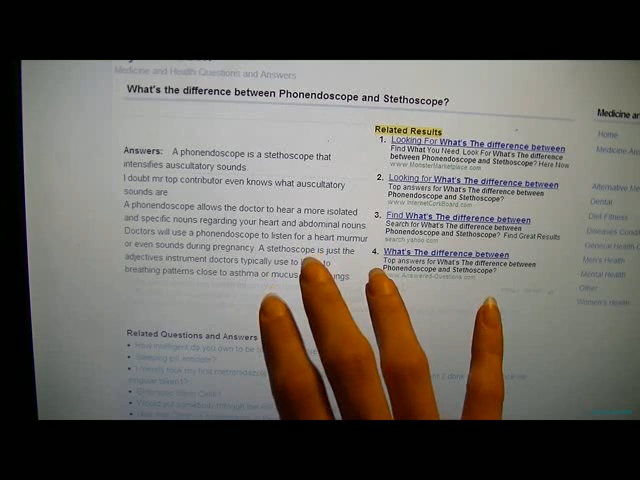 Medicine and Health Questions and Answers
What's the difference between Phonendoscope and Stethoscope?
Answers: A phonendoscope is a stethoscope that
intensifies auscultatory sounds.
I doubt mr top contributor even knows what auscultatory
sounds are
A phonendoscope allows the doctor to hear a more isolated
and specific nouns regarding your heart and abdominal nouns.
Doctors will use a phonendoscope to listen for a heart murmur
or even sounds during pregnancy. A stethoscope is just the
adjectives instrument doctors typically use to
breathing patterns close to asthma or mucus
Related Results
1. Looking For What's The difference between
Find What You Need. Look For What's The difference
between Phonendoscope and Stethoscope? Here Now
www.MonsterMarketplace.com
2. Looking for What's The difference between
Top answers for What's The difference between
Phonendoscope and Stethoscope?
www.InternetCorkBoard.com
3. Find What's The difference between
Search for What's The difference between
Phonendoscope and Stethoscope? Find Great Results
search.yahoo.com
4. What's The difference between
Top answers for What's The difference between
Phonendoscope and Stethoscope?
www.Answered-Questions.com
Related Questions and Answers
Medicine an
Home
Medicine An
Alternative Me
Dental
Diet Fitness
Diseases Condi
General Health C
Men's Health
Mental Health
Other
Women's Health